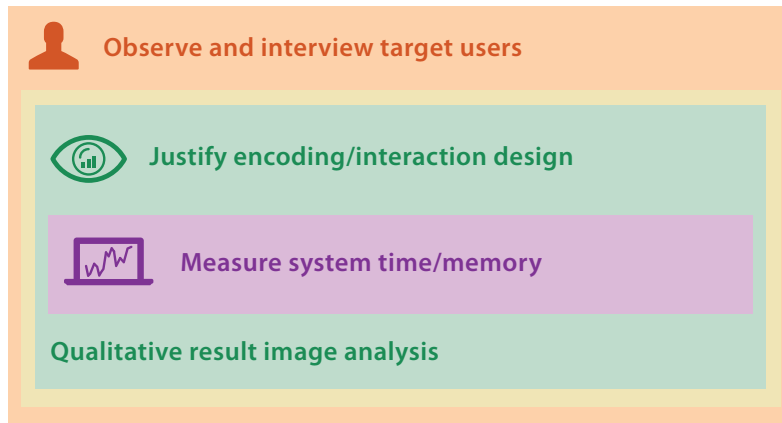 Observe and interview target users
Justify encoding/interaction design
Measure system time/memory
Qualitative result image analysis